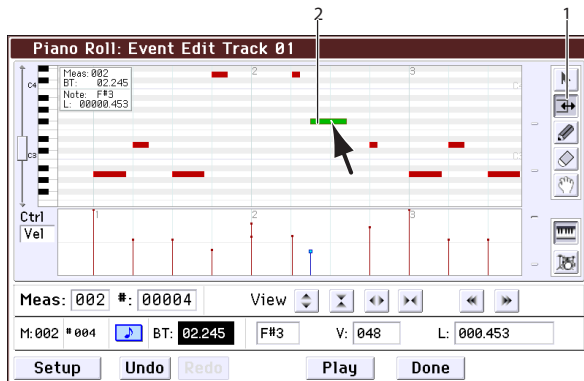 2 1
Piano Roll: Event Edit Track 01
Meas: 002
BT: 02.245
Note: F#3
L: 00000.453
2 3
C4 C4
C3 C3
Ctrl
Vel
1 2 3
Meas: 002 #: 00004 View
M:002 #004 BT: 02.245 F#3 V: 048 L: 000.453
Setup Undo Redo Play Done